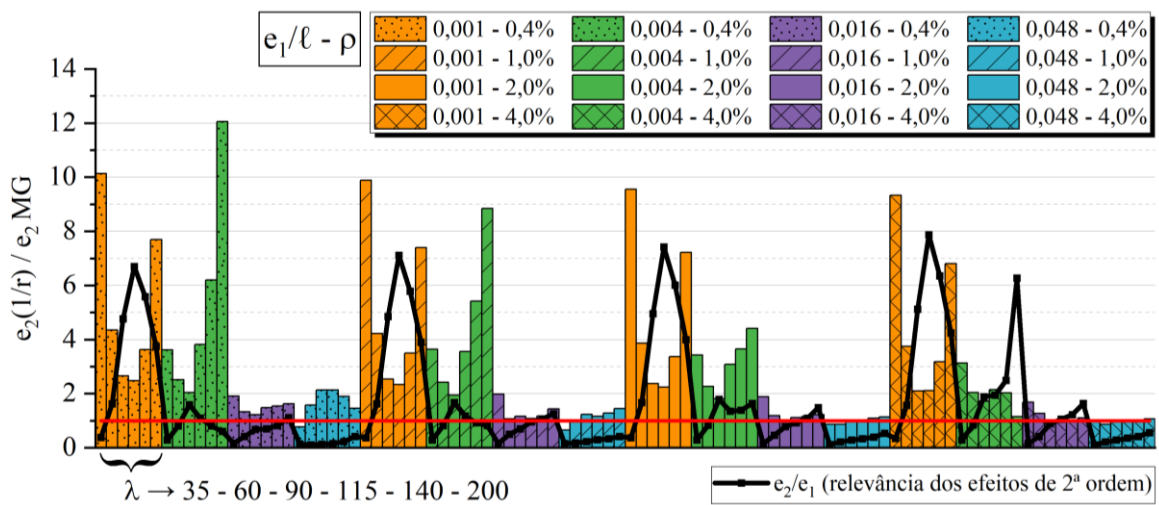 e₁/ℓ - ρ
0,001 - 0,4% 0,004 - 0,4% 0,016 - 0,4% 0,048 - 0,4%
0,001 - 1,0% 0,004 - 1,0% 0,016 - 1,0% 0,048 - 1,0%
0,001 - 2,0% 0,004 - 2,0% 0,016 - 2,0% 0,048 - 2,0%
0,001 - 4,0% 0,004 - 4,0% 0,016 - 4,0% 0,048 - 4,0%
e₂(1/r) / e₂ MG
14
12
10
8
6
4
2
0
λ → 35 - 60 - 90 - 115 - 140 - 200
e₂/e₁ (relevância dos efeitos de 2ª ordem)